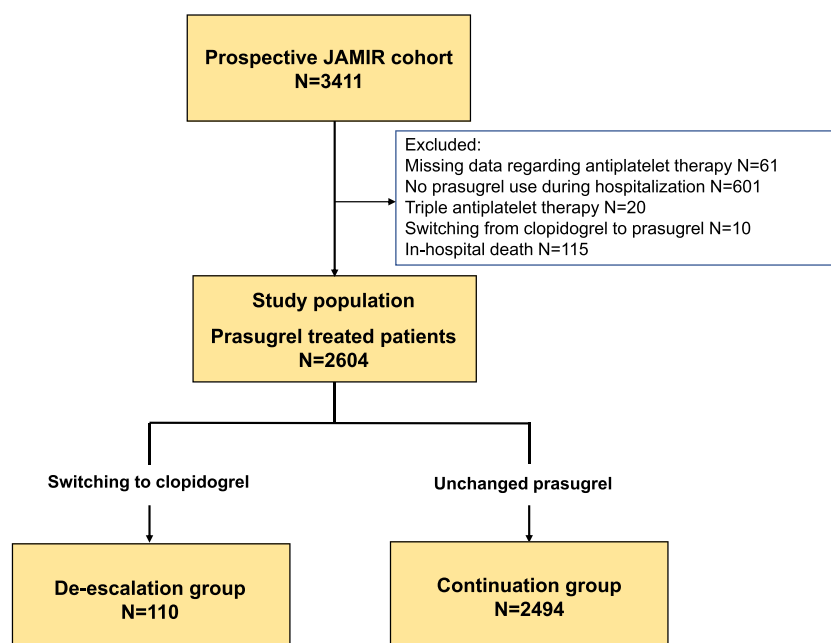 Prospective JAMIR cohort
N=3411
Excluded:
Missing data regarding antiplatelet therapy N=61
No prasugrel use during hospitalization N=601
Triple antiplatelet therapy N=20
Switching from clopidogrel to prasugrel N=10
In-hospital death N=115
Study population
Prasugrel treated patients
N=2604
Switching to clopidogrel
Unchanged prasugrel
De-escalation group
N=110
Continuation group
N=2494